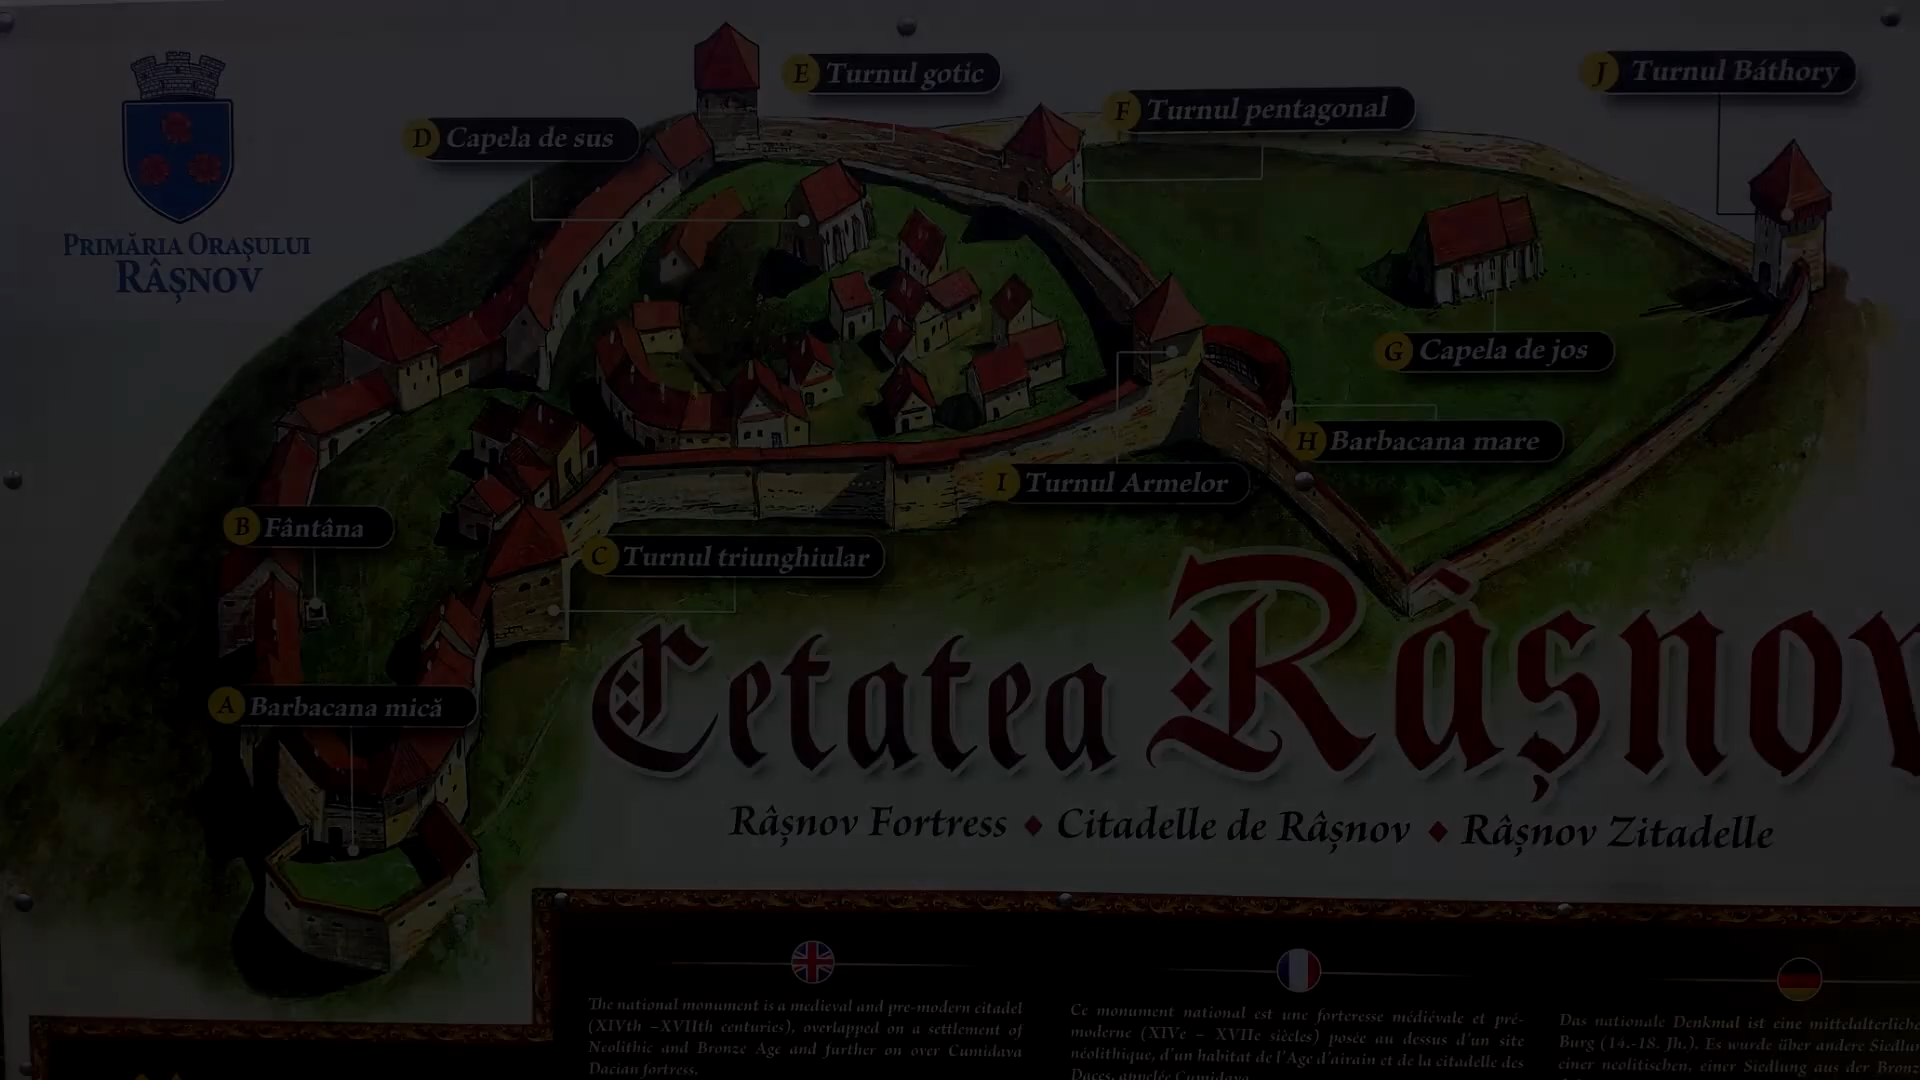 E Turnul gotic
J Turnul Báthory
F Turnul pentagonal
D Capela de sus
PRIMĂRIA ORAȘULUI
RÂȘNOV
G Capela de jos
H Barbacana mare
I Turnul Armelor
B Fântâna
C Turnul triunghiular
A Barbacana mică
Cetatea Râșnov
Râșnov Fortress ♦ Citadelle de Râșnov ♦ Râșnov Zitadelle
The national monument is a medieval and pre-modern citadel
(XIVth –XVIIth centuries), overlapped on a settlement of
Neolithic and Bronze Age and further on over Cumidava
Dacian fortress.
Ce monument national est une forteresse médiévale et pré-
moderne (XIVe – XVIIe siècles) posée au dessus d'un site
néolithique, d'un habitat de l'Age d'airain et de la citadelle des
Daces, appelée Cumidava.
Das nationale Denkmal ist eine mittelalterliche
Burg (14.-18. Jh.). Es wurde über andere Siedlun
einer neolitischen, einer Siedlung aus der Bronz